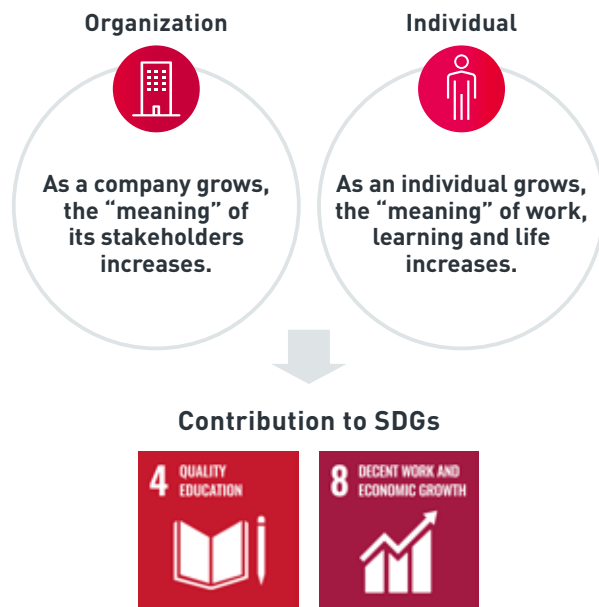 Organization
As a company grows,
the “meaning” of
its stakeholders
increases.
Individual
As an individual grows,
the “meaning” of work,
learning and life
increases.
Contribution to SDGs
4 QUALITY
EDUCATION
8 DECENT WORK AND
ECONOMIC GROWTH